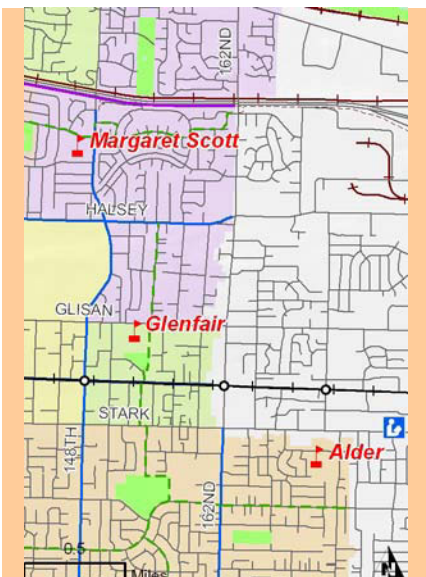 162ND
Margaret Scott
HALSEY
GLISAN
Glenfair
STARK
148TH
Alder
162ND
0.5
Miles